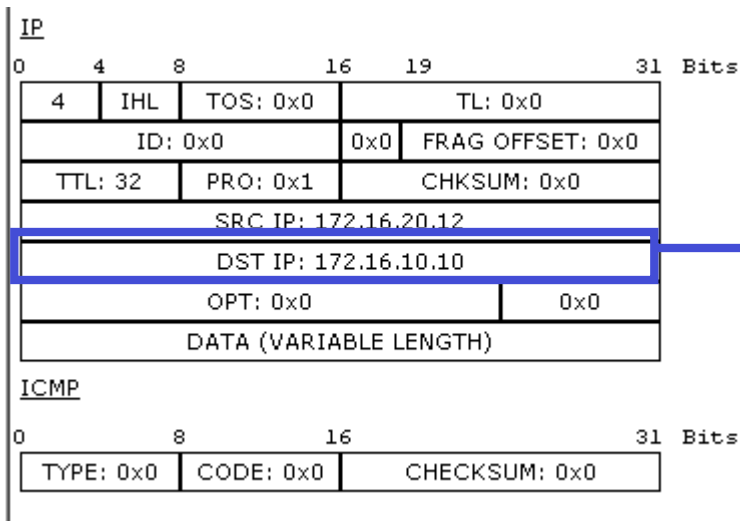 IP
0 4 8 16 19 31 Bits
4 IHL TOS: 0x0 TL: 0x0
ID: 0x0 0x0 FRAG OFFSET: 0x0
TTL: 32 PRO: 0x1 CHKSUM: 0x0
SRC IP: 172.16.20.12
DST IP: 172.16.10.10
OPT: 0x0 0x0
DATA (VARIABLE LENGTH)
ICMP
0 8 16 31 Bits
TYPE: 0x0 CODE: 0x0 CHECKSUM: 0x0